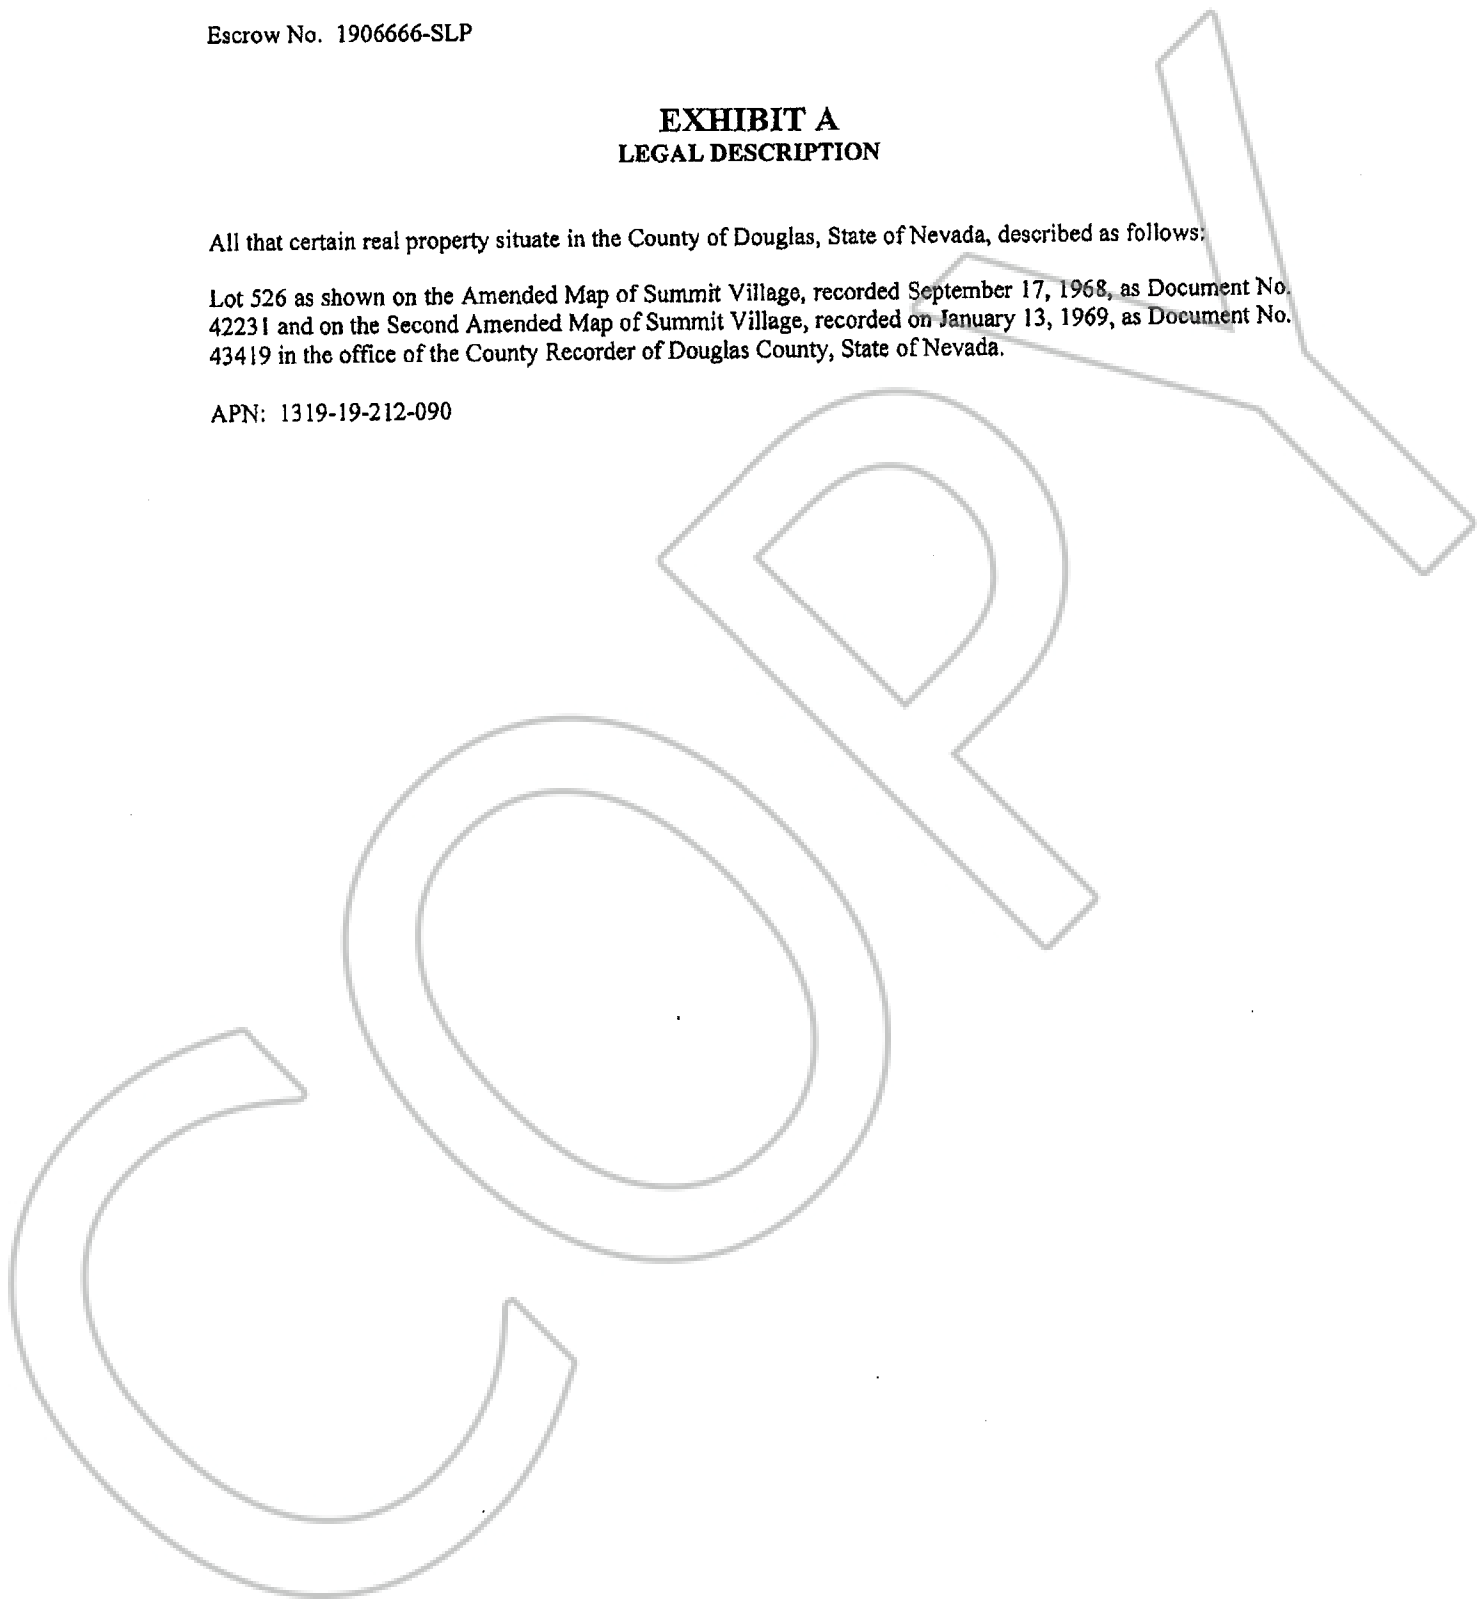 Escrow No. 1906666-SLP
EXHIBIT A
LEGAL DESCRIPTION
All that certain real property situate in the County of Douglas, State of Nevada, described as follows:
Lot 526 as shown on the Amended Map of Summit Village, recorded September 17, 1968, as Document No.
42231 and on the Second Amended Map of Summit Village, recorded on January 13, 1969, as Document No.
43419 in the office of the County Recorder of Douglas County, State of Nevada.
APN: 1319-19-212-090
COPY